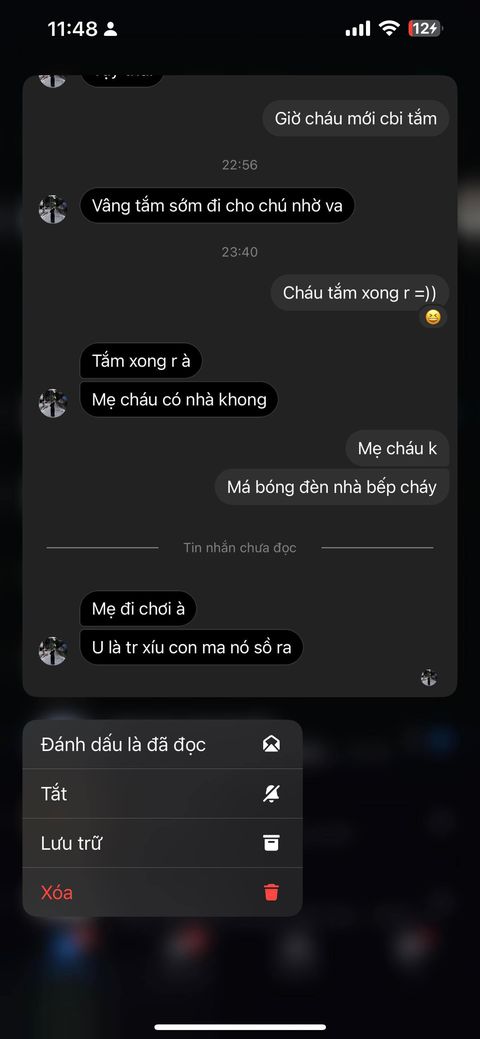 11:48
12
Giờ cháu mới cbi tắm
22:56
Vâng tắm sớm đi cho chú nhờ va
23:40
Cháu tắm xong r =))
Tắm xong r à
Mẹ cháu có nhà khong
Mẹ cháu k
Má bóng đèn nhà bếp cháy
Tin nhắn chưa đọc
Mẹ đi chơi à
U là tr xíu con ma nó sồ ra
Đánh dấu là đã đọc
Tắt
Lưu trữ
Xóa